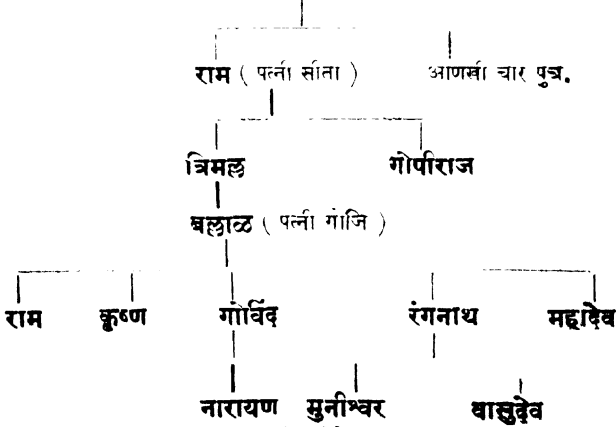 राम ( पत्नी सीता ) आणखी चार पुत्र.
त्रिमल्ल गोपीराज
बल्लाळ ( पत्नी गांजि )
राम कृष्ण गोविंद रंगनाथ महादेव
नारायण मुनीश्वर वासुदेव